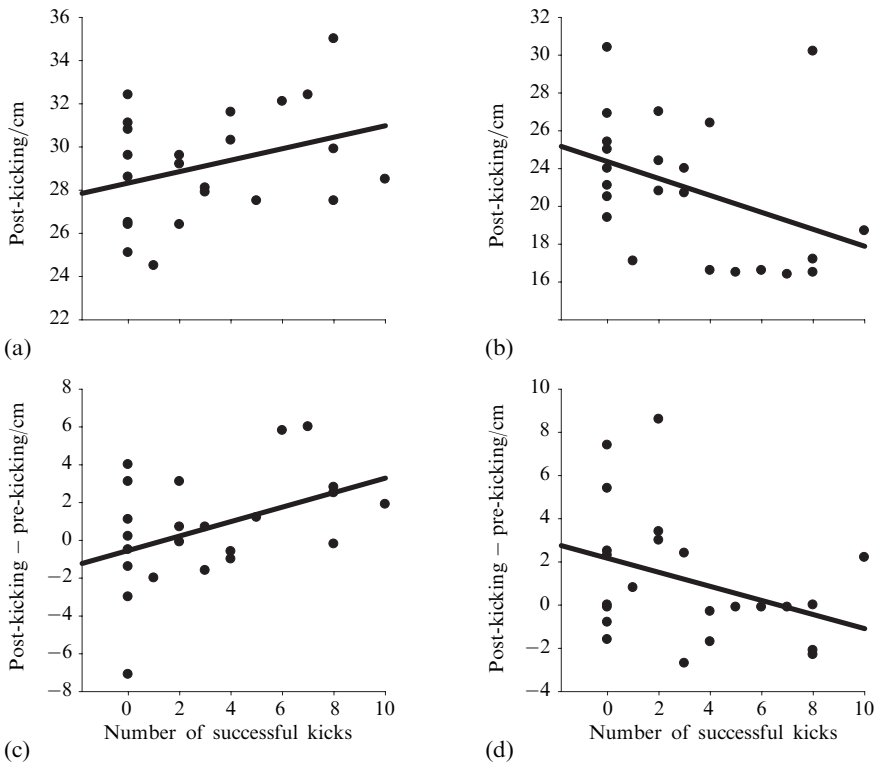 36
34
32
30
28
26
24
22
Post-kicking/cm
(a)
32
28
26
24
20
18
16
Post-kicking/cm
(b)
8
6
4
2
0
−2
−4
−6
−8
Post-kicking − pre-kicking/cm
0 2 4 6 8 10
Number of successful kicks
(c)
10
8
6
4
2
0
−2
−4
Post-kicking − pre-kicking/cm
0 2 4 6 8 10
Number of successful kicks
(d)